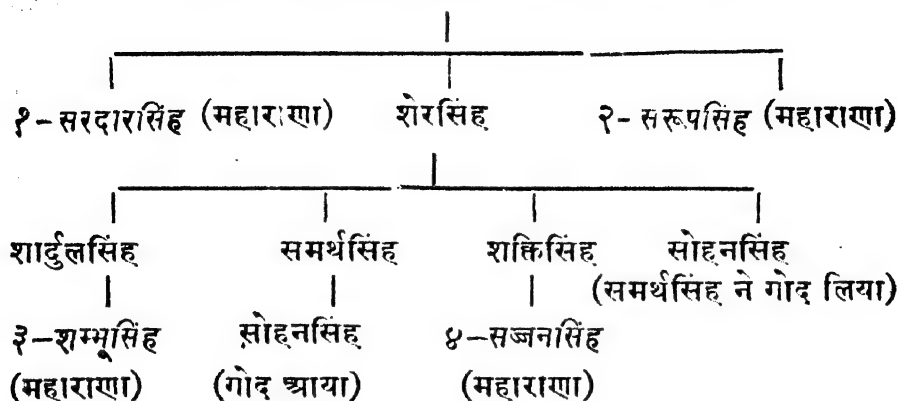 १-सरदारसिंह (महाराणा) शेरसिंह २-सरूपसिंह (महाराणा)
शार्दुलसिंह समर्थसिंह शक्तिसिंह सोहनसिंह
(समर्थसिंह ने गोद लिया)
३-शम्भूसिंह सोहनसिंह ४-सज्जनसिंह
(महाराणा) (गोद आया) (महाराणा)